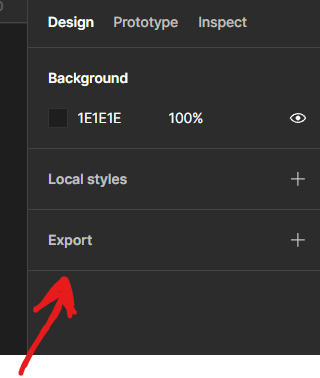 Design Prototype Inspect
Background
1E1E1E 100%
Local styles
Export